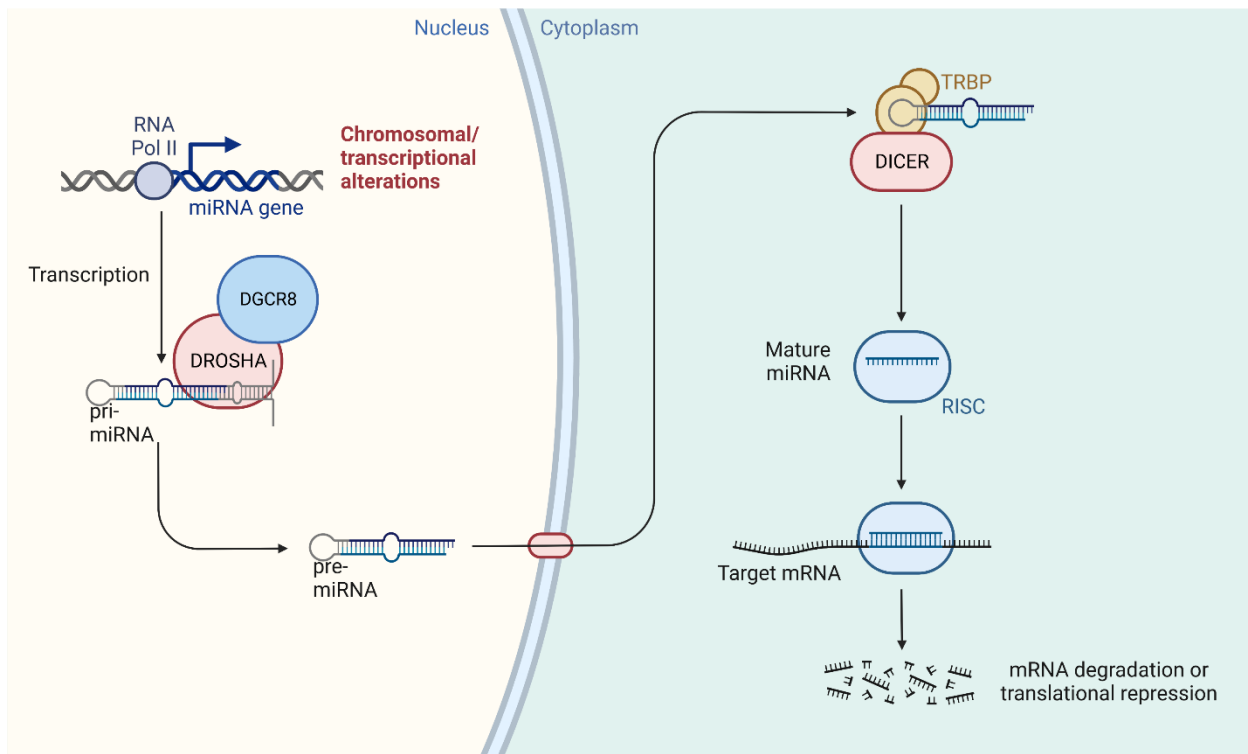 Nucleus
Cytoplasm
RNA
Pol II
miRNA gene
Chromosomal/
transcriptional
alterations
Transcription
DGCR8
DROSHA
pri-
miRNA
pre-
miRNA
TRBP
DICER
Mature
miRNA
RISC
Target mRNA
mRNA degradation or
translational repression